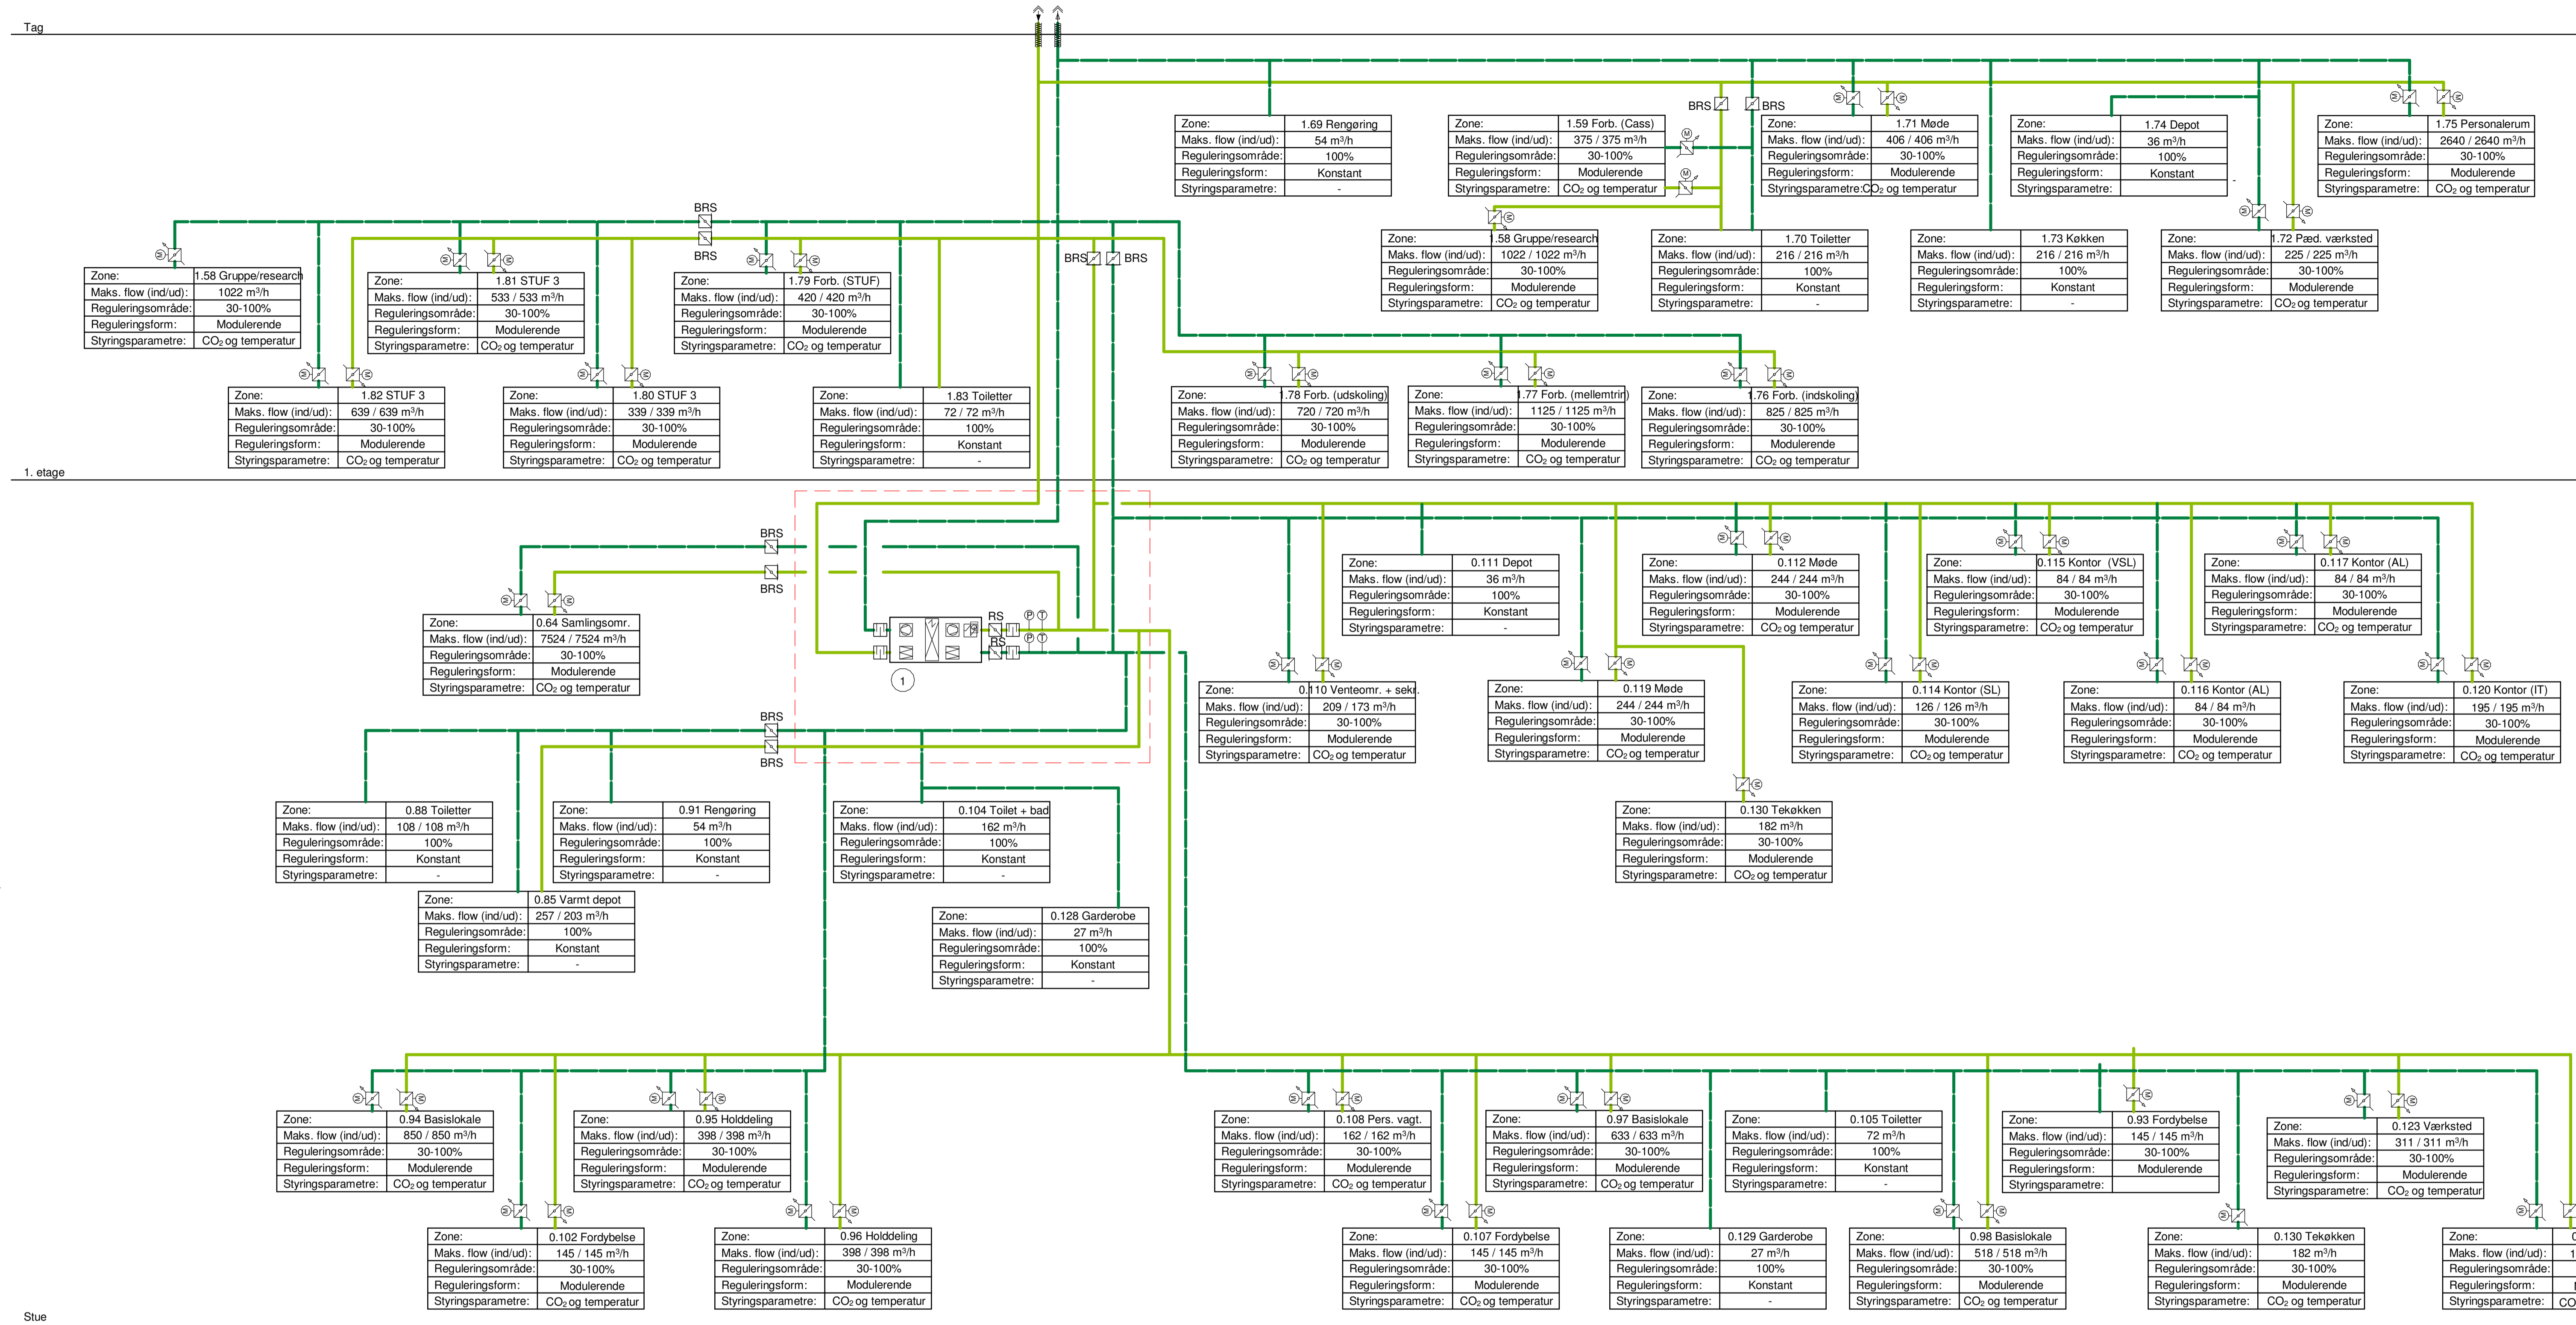 Tag
BRS
BRS
Zone: 1.69 Rengøring
Maks. flow (ind/ud): 54 m³/h
Reguleringsområde: 100%
Reguleringsform: Konstant
Styringsparametre: -
Zone: 1.59 Forb. (Cass)
Maks. flow (ind/ud): 375 / 375 m³/h
Reguleringsområde: 30-100%
Reguleringsform: Modulerende
Styringsparametre: CO₂ og temperatur
Zone: 1.71 Møde
Maks. flow (ind/ud): 406 / 406 m³/h
Reguleringsområde: 30-100%
Reguleringsform: Modulerende
Styringsparametre: CO₂ og temperatur
Zone: 1.74 Depot
Maks. flow (ind/ud): 36 m³/h
Reguleringsområde: 100%
Reguleringsform: Konstant
Styringsparametre: -
Zone: 1.75 Personalerum
Maks. flow (ind/ud): 2640 / 2640 m³/h
Reguleringsområde: 30-100%
Reguleringsform: Modulerende
Styringsparametre: CO₂ og temperatur
Zone: 1.58 Gruppe/research
Maks. flow (ind/ud): 1022 / 1022 m³/h
Reguleringsområde: 30-100%
Reguleringsform: Modulerende
Styringsparametre: CO₂ og temperatur
Zone: 1.70 Toiletter
Maks. flow (ind/ud): 216 / 216 m³/h
Reguleringsområde: 100%
Reguleringsform: Konstant
Styringsparametre: -
Zone: 1.73 Køkken
Maks. flow (ind/ud): 216 / 216 m³/h
Reguleringsområde: 100%
Reguleringsform: Konstant
Styringsparametre: -
Zone: 1.72 Pæd. værksted
Maks. flow (ind/ud): 225 / 225 m³/h
Reguleringsområde: 30-100%
Reguleringsform: Modulerende
Styringsparametre: CO₂ og temperatur
BRS
BRS
BRS
BRS
Zone: 1.58 Gruppe/research
Maks. flow (ind/ud): 1022 m³/h
Reguleringsområde: 30-100%
Reguleringsform: Modulerende
Styringsparametre: CO₂ og temperatur
Zone: 1.81 STUF 3
Maks. flow (ind/ud): 533 / 533 m³/h
Reguleringsområde: 30-100%
Reguleringsform: Modulerende
Styringsparametre: CO₂ og temperatur
Zone: 1.79 Forb. (STUF)
Maks. flow (ind/ud): 420 / 420 m³/h
Reguleringsområde: 30-100%
Reguleringsform: Modulerende
Styringsparametre: CO₂ og temperatur
Zone: 1.82 STUF 3
Maks. flow (ind/ud): 639 / 639 m³/h
Reguleringsområde: 30-100%
Reguleringsform: Modulerende
Styringsparametre: CO₂ og temperatur
Zone: 1.80 STUF 3
Maks. flow (ind/ud): 339 / 339 m³/h
Reguleringsområde: 30-100%
Reguleringsform: Modulerende
Styringsparametre: CO₂ og temperatur
Zone: 1.83 Toiletter
Maks. flow (ind/ud): 72 / 72 m³/h
Reguleringsområde: 100%
Reguleringsform: Konstant
Styringsparametre: -
Zone: 1.78 Forb. (udskoling)
Maks. flow (ind/ud): 720 / 720 m³/h
Reguleringsområde: 30-100%
Reguleringsform: Modulerende
Styringsparametre: CO₂ og temperatur
Zone: 1.77 Forb. (mellemtrin)
Maks. flow (ind/ud): 1125 / 1125 m³/h
Reguleringsområde: 30-100%
Reguleringsform: Modulerende
Styringsparametre: CO₂ og temperatur
Zone: 1.76 Forb. (indskoling)
Maks. flow (ind/ud): 825 / 825 m³/h
Reguleringsområde: 30-100%
Reguleringsform: Modulerende
Styringsparametre: CO₂ og temperatur
1. etage
BRS
BRS
Zone: 0.64 Samlingsomr.
Maks. flow (ind/ud): 7524 / 7524 m³/h
Reguleringsområde: 30-100%
Reguleringsform: Modulerende
Styringsparametre: CO₂ og temperatur
RS
P T
RS
P T
1
Zone: 0.111 Depot
Maks. flow (ind/ud): 36 m³/h
Reguleringsområde: 100%
Reguleringsform: Konstant
Styringsparametre: -
Zone: 0.112 Møde
Maks. flow (ind/ud): 244 / 244 m³/h
Reguleringsområde: 30-100%
Reguleringsform: Modulerende
Styringsparametre: CO₂ og temperatur
Zone: 0.115 Kontor (VSL)
Maks. flow (ind/ud): 84 / 84 m³/h
Reguleringsområde: 30-100%
Reguleringsform: Modulerende
Styringsparametre: CO₂ og temperatur
Zone: 0.117 Kontor (AL)
Maks. flow (ind/ud): 84 / 84 m³/h
Reguleringsområde: 30-100%
Reguleringsform: Modulerende
Styringsparametre: CO₂ og temperatur
Zone: 0.110 Venteomr. + sekr.
Maks. flow (ind/ud): 209 / 173 m³/h
Reguleringsområde: 30-100%
Reguleringsform: Modulerende
Styringsparametre: CO₂ og temperatur
Zone: 0.119 Møde
Maks. flow (ind/ud): 244 / 244 m³/h
Reguleringsområde: 30-100%
Reguleringsform: Modulerende
Styringsparametre: CO₂ og temperatur
Zone: 0.114 Kontor (SL)
Maks. flow (ind/ud): 126 / 126 m³/h
Reguleringsområde: 30-100%
Reguleringsform: Modulerende
Styringsparametre: CO₂ og temperatur
Zone: 0.116 Kontor (AL)
Maks. flow (ind/ud): 84 / 84 m³/h
Reguleringsområde: 30-100%
Reguleringsform: Modulerende
Styringsparametre: CO₂ og temperatur
Zone: 0.120 Kontor (IT)
Maks. flow (ind/ud): 195 / 195 m³/h
Reguleringsområde: 30-100%
Reguleringsform: Modulerende
Styringsparametre: CO₂ og temperatur
BRS
BRS
Zone: 0.88 Toiletter
Maks. flow (ind/ud): 108 / 108 m³/h
Reguleringsområde: 100%
Reguleringsform: Konstant
Styringsparametre: -
Zone: 0.91 Rengøring
Maks. flow (ind/ud): 54 m³/h
Reguleringsområde: 100%
Reguleringsform: Konstant
Styringsparametre: -
Zone: 0.104 Toilet + bad
Maks. flow (ind/ud): 162 m³/h
Reguleringsområde: 100%
Reguleringsform: Konstant
Styringsparametre: -
Zone: 0.130 Tekøkken
Maks. flow (ind/ud): 182 m³/h
Reguleringsområde: 30-100%
Reguleringsform: Modulerende
Styringsparametre: CO₂ og temperatur
Zone: 0.85 Varmt depot
Maks. flow (ind/ud): 257 / 203 m³/h
Reguleringsområde: 100%
Reguleringsform: Konstant
Styringsparametre: -
Zone: 0.128 Garderobe
Maks. flow (ind/ud): 27 m³/h
Reguleringsområde: 100%
Reguleringsform: Konstant
Styringsparametre: -
Zone: 0.94 Basislokale
Maks. flow (ind/ud): 850 / 850 m³/h
Reguleringsområde: 30-100%
Reguleringsform: Modulerende
Styringsparametre: CO₂ og temperatur
Zone: 0.95 Holddeling
Maks. flow (ind/ud): 398 / 398 m³/h
Reguleringsområde: 30-100%
Reguleringsform: Modulerende
Styringsparametre: CO₂ og temperatur
Zone: 0.108 Pers. vagt.
Maks. flow (ind/ud): 162 / 162 m³/h
Reguleringsområde: 30-100%
Reguleringsform: Modulerende
Styringsparametre: CO₂ og temperatur
Zone: 0.97 Basislokale
Maks. flow (ind/ud): 633 / 633 m³/h
Reguleringsområde: 30-100%
Reguleringsform: Modulerende
Styringsparametre: CO₂ og temperatur
Zone: 0.105 Toiletter
Maks. flow (ind/ud): 72 m³/h
Reguleringsområde: 100%
Reguleringsform: Konstant
Styringsparametre: -
Zone: 0.93 Fordybelse
Maks. flow (ind/ud): 145 / 145 m³/h
Reguleringsområde: 30-100%
Reguleringsform: Modulerende
Styringsparametre:
Zone: 0.123 Værksted
Maks. flow (ind/ud): 311 / 311 m³/h
Reguleringsområde: 30-100%
Reguleringsform: Modulerende
Styringsparametre: CO₂ og temperatur
Zone: 0.102 Fordybelse
Maks. flow (ind/ud): 145 / 145 m³/h
Reguleringsområde: 30-100%
Reguleringsform: Modulerende
Styringsparametre: CO₂ og temperatur
Zone: 0.96 Holddeling
Maks. flow (ind/ud): 398 / 398 m³/h
Reguleringsområde: 30-100%
Reguleringsform: Modulerende
Styringsparametre: CO₂ og temperatur
Zone: 0.107 Fordybelse
Maks. flow (ind/ud): 145 / 145 m³/h
Reguleringsområde: 30-100%
Reguleringsform: Modulerende
Styringsparametre: CO₂ og temperatur
Zone: 0.129 Garderobe
Maks. flow (ind/ud): 27 m³/h
Reguleringsområde: 100%
Reguleringsform: Konstant
Styringsparametre: -
Zone: 0.98 Basislokale
Maks. flow (ind/ud): 518 / 518 m³/h
Reguleringsområde: 30-100%
Reguleringsform: Modulerende
Styringsparametre: CO₂ og temperatur
Zone: 0.130 Tekøkken
Maks. flow (ind/ud): 182 m³/h
Reguleringsområde: 30-100%
Reguleringsform: Modulerende
Styringsparametre: CO₂ og temperatur
Zone:
Maks. flow (ind/ud):
Reguleringsområde:
Reguleringsform:
Styringsparametre:
Stue